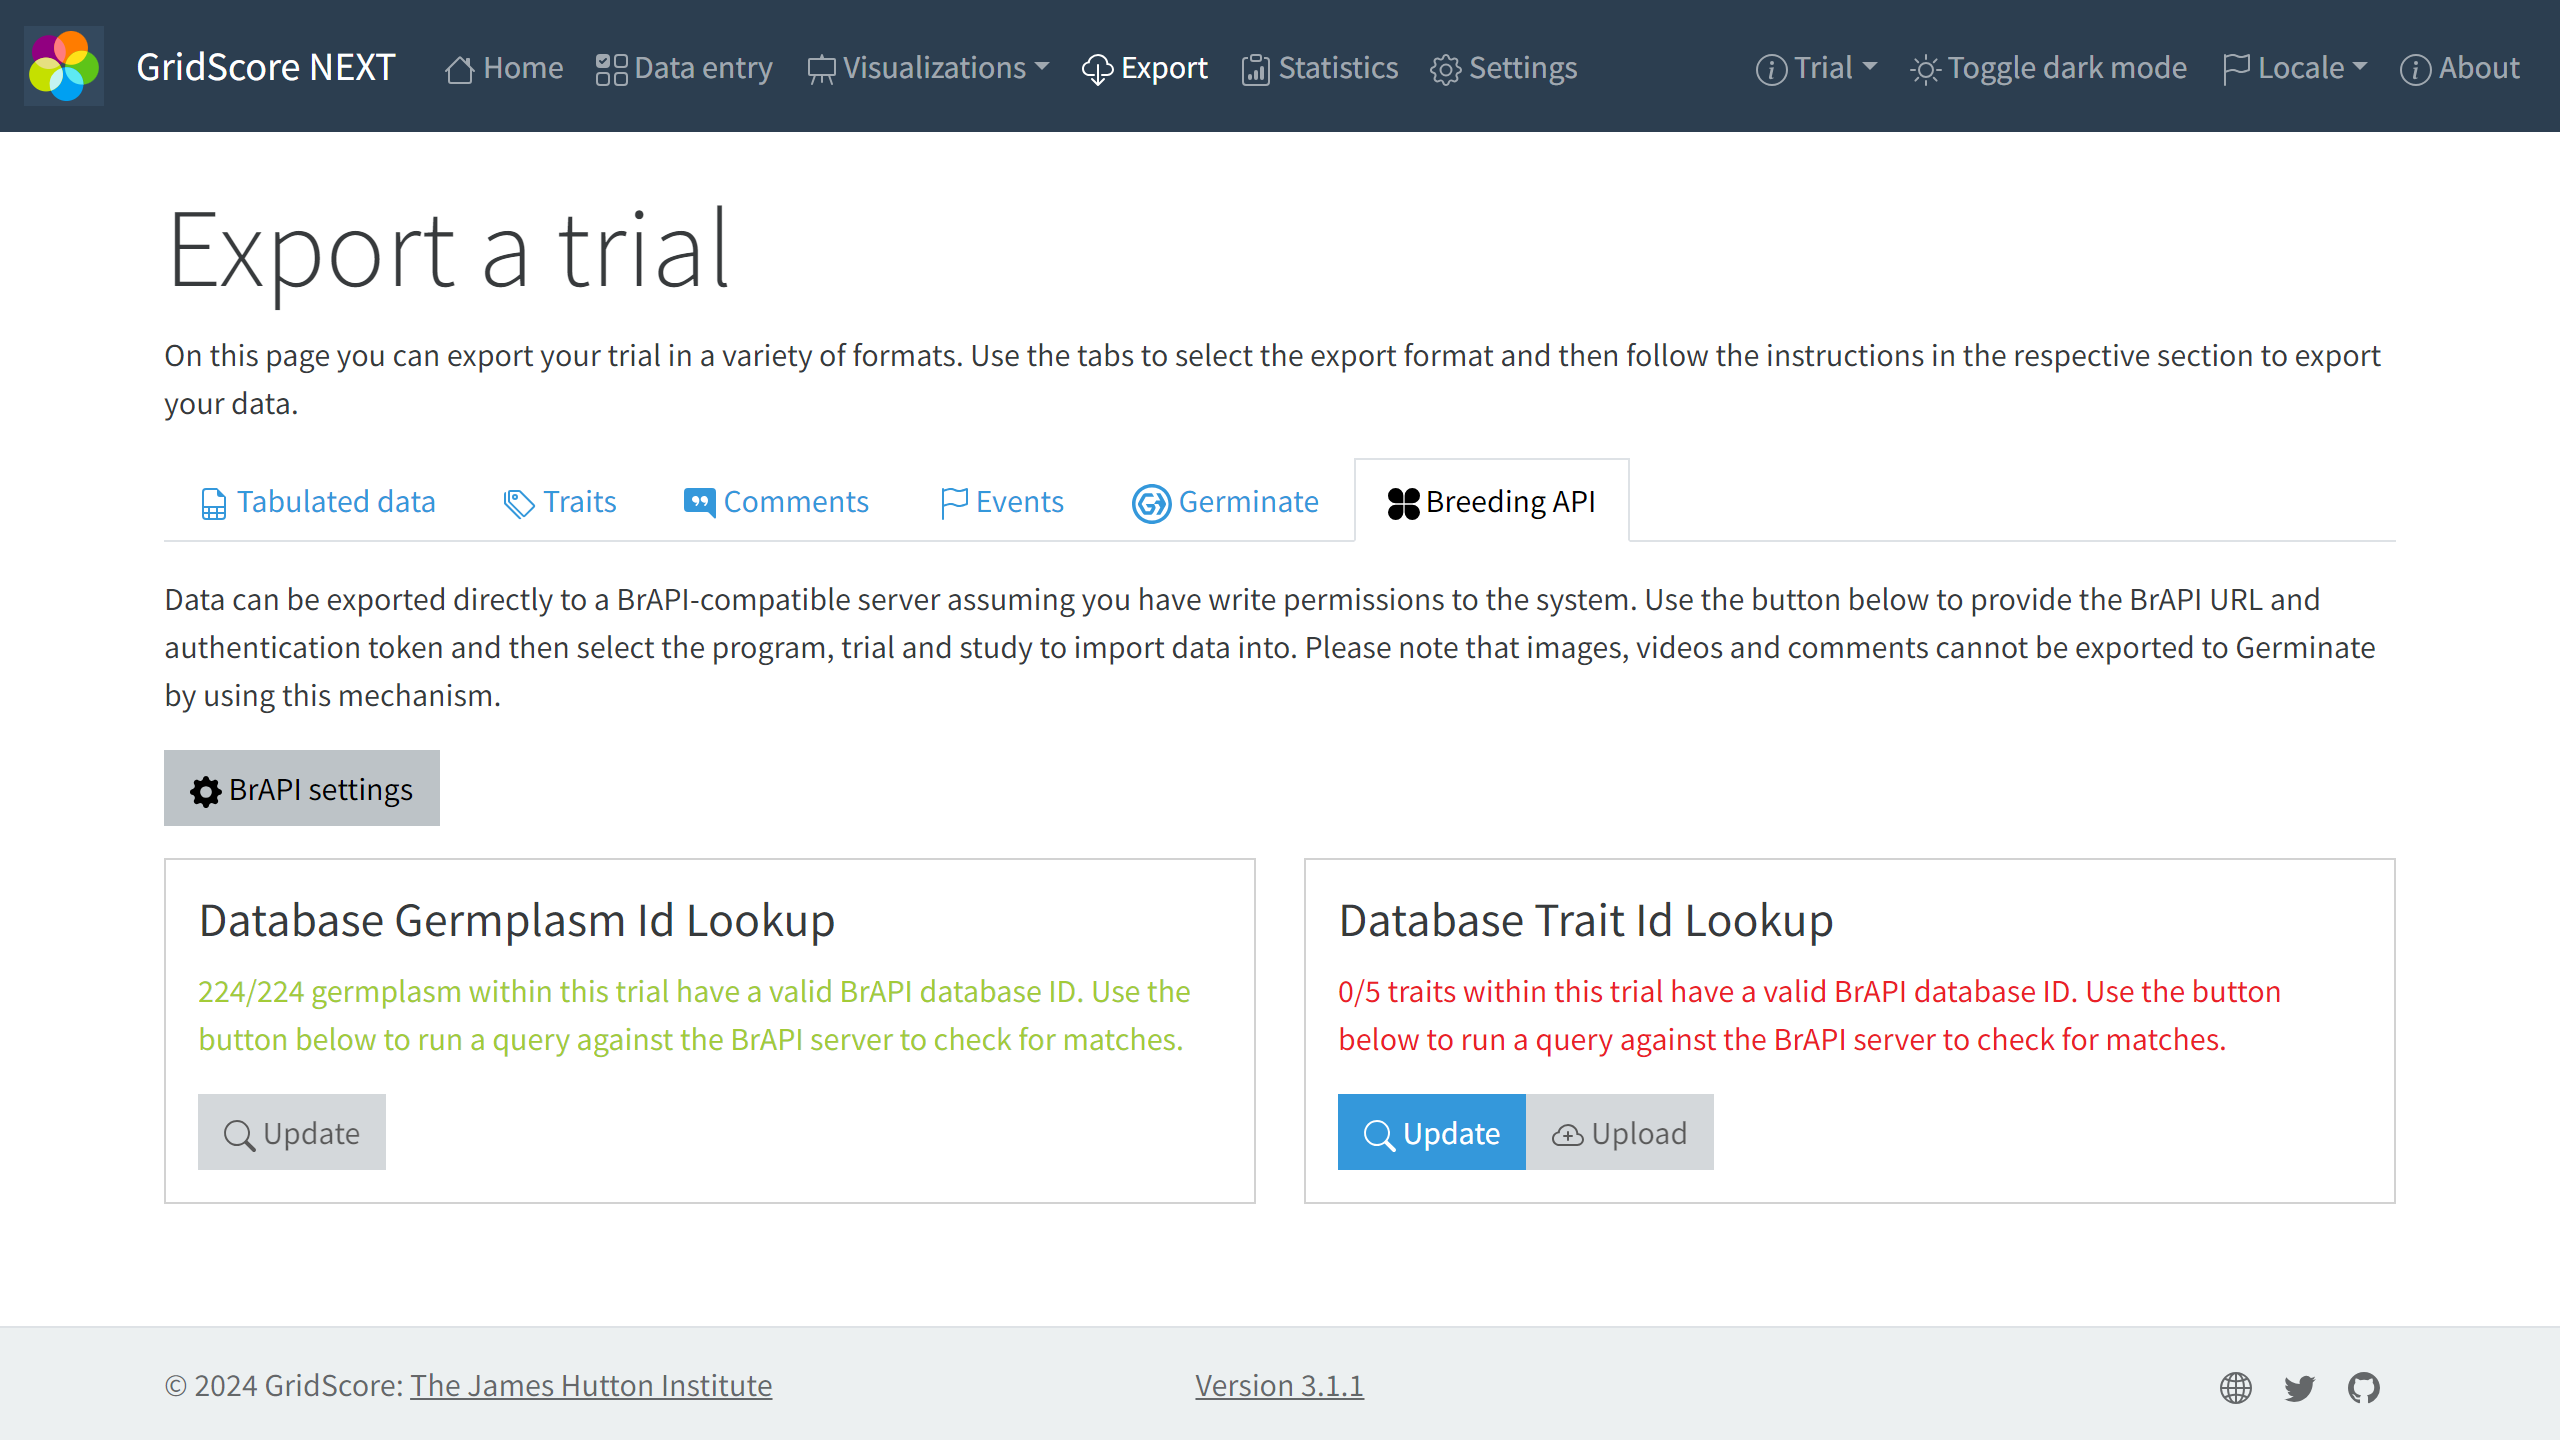 GridScore NEXT
Home
Data entry
Visualizations
Export
Statistics
Settings
Trial
Toggle dark mode
Locale
About
Export a trial
On this page you can export your trial in a variety of formats. Use the tabs to select the export format and then follow the instructions in the respective section to export
your data.
Tabulated data
Traits
Comments
Events
Germinate
Breeding API
Data can be exported directly to a BrAPI-compatible server assuming you have write permissions to the system. Use the button below to provide the BrAPI URL and
authentication token and then select the program, trial and study to import data into. Please note that images, videos and comments cannot be exported to Germinate
by using this mechanism.
BrAPI settings
Database Germplasm Id Lookup
224/224 germplasm within this trial have a valid BrAPI database ID. Use the
button below to run a query against the BrAPI server to check for matches.
Update
Database Trait Id Lookup
0/5 traits within this trial have a valid BrAPI database ID. Use the button
below to run a query against the BrAPI server to check for matches.
Update
Upload
© 2024 GridScore: The James Hutton Institute
Version 3.1.1